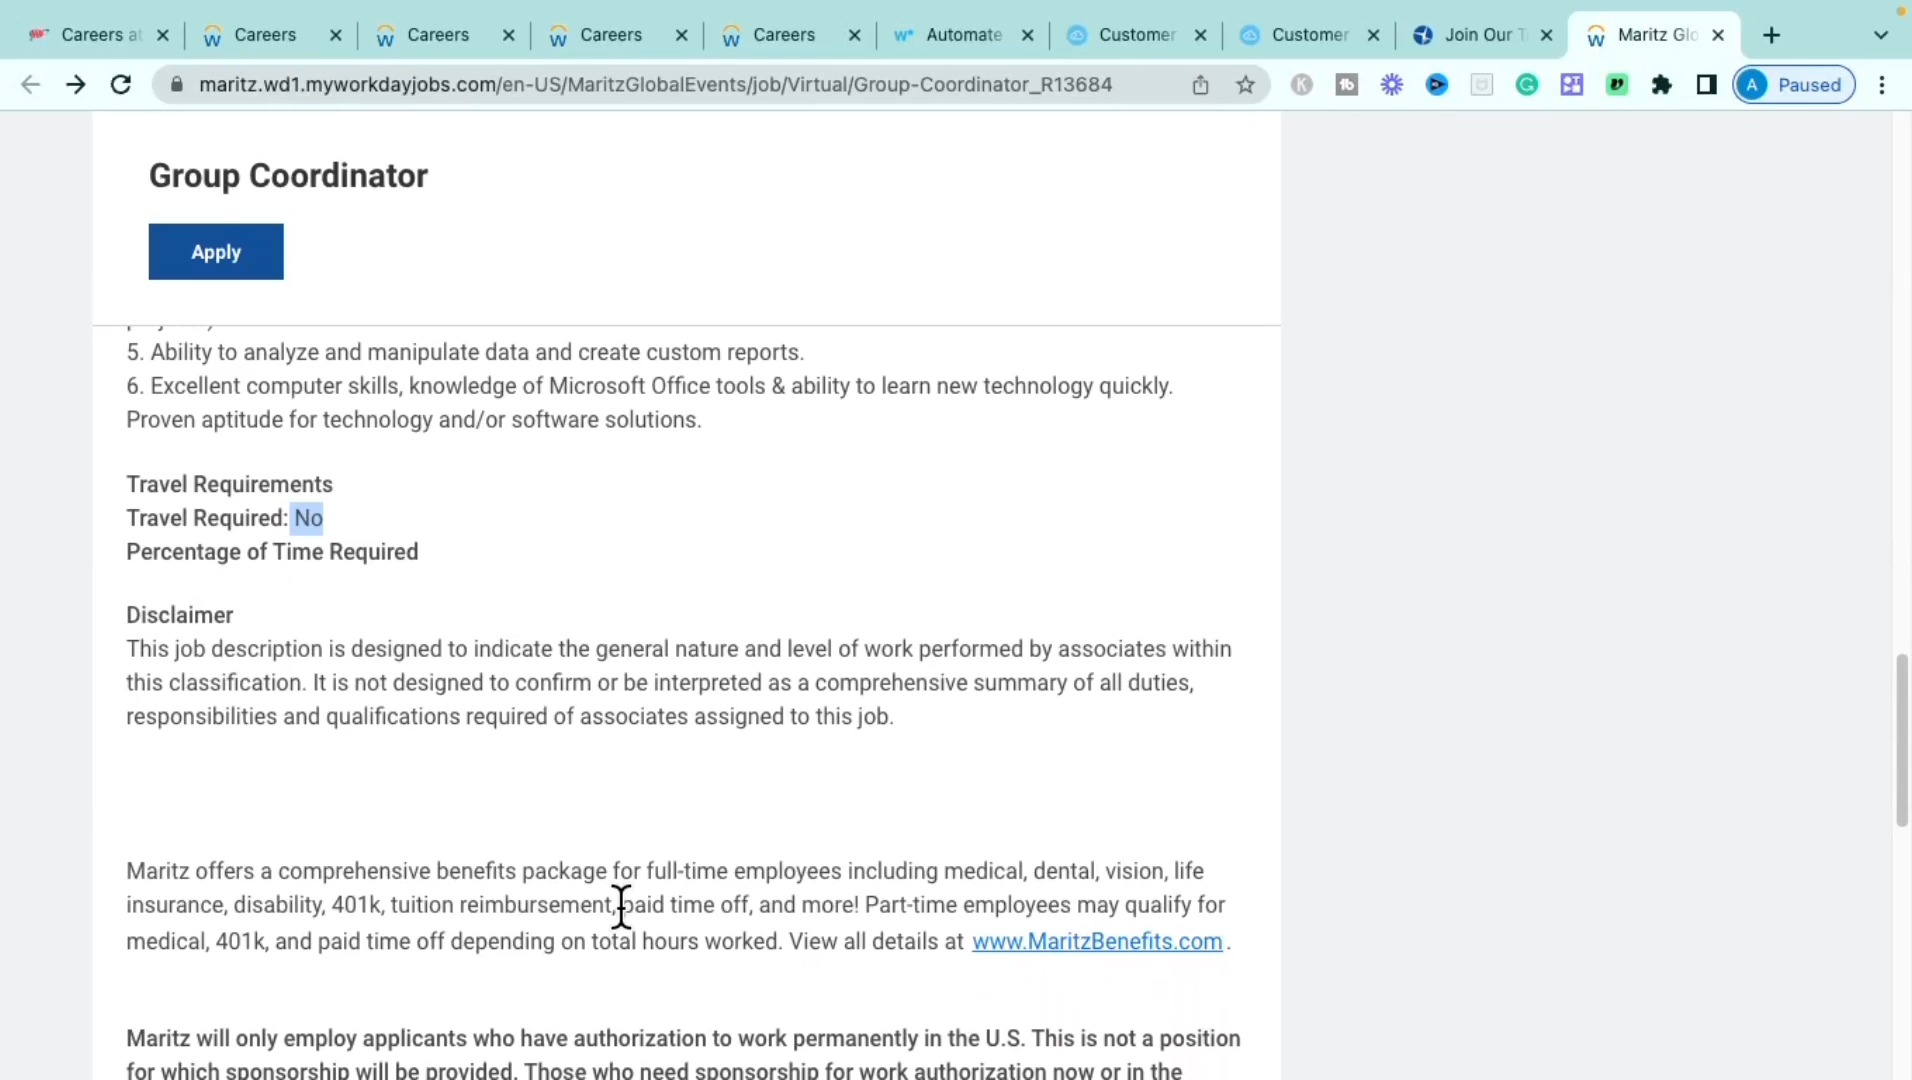 Careers at
Careers
Careers
Careers
Careers
Automate
Customer
Customer
Join Our T
Maritz Glo
maritz.wd1.myworkdayjobs.com/en-US/MaritzGlobalEvents/job/Virtual/Group-Coordinator_R13684
A Paused
Group Coordinator
Apply
5. Ability to analyze and manipulate data and create custom reports.
6. Excellent computer skills, knowledge of Microsoft Office tools & ability to learn new technology quickly.
Proven aptitude for technology and/or software solutions.
Travel Requirements
Travel Required: No
Percentage of Time Required
Disclaimer
This job description is designed to indicate the general nature and level of work performed by associates within
this classification. It is not designed to confirm or be interpreted as a comprehensive summary of all duties,
responsibilities and qualifications required of associates assigned to this job.
Maritz offers a comprehensive benefits package for full-time employees including medical, dental, vision, life
insurance, disability, 401k, tuition reimbursement, paid time off, and more! Part-time employees may qualify for
medical, 401k, and paid time off depending on total hours worked. View all details at www.MaritzBenefits.com .
Maritz will only employ applicants who have authorization to work permanently in the U.S. This is not a position
for which sponsorship will be provided. Those who need sponsorship for work authorization now or in the